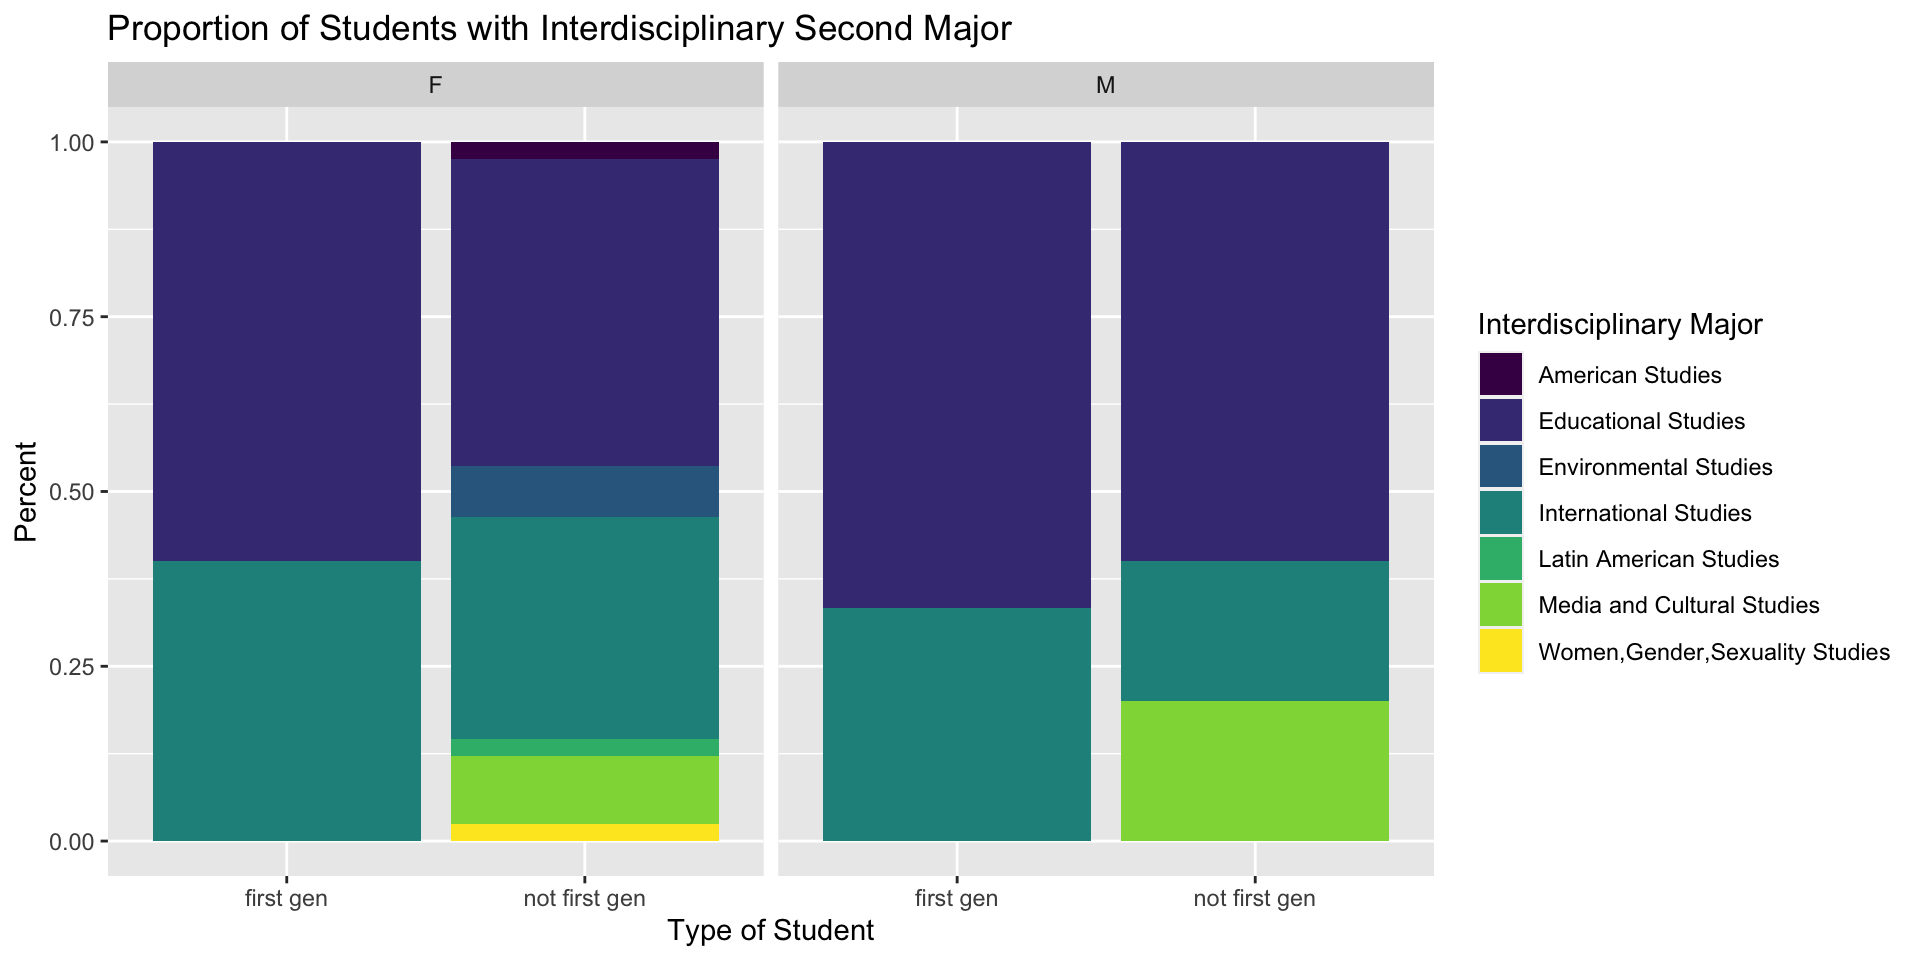 Proportion of Students with Interdisciplinary Second Major
F
M
1.00
0.75
0.50
0.25
0.00
Percent
first gen
not first gen
first gen
not first gen
Type of Student
Interdisciplinary Major
American Studies
Educational Studies
Environmental Studies
International Studies
Latin American Studies
Media and Cultural Studies
Women,Gender,Sexuality Studies